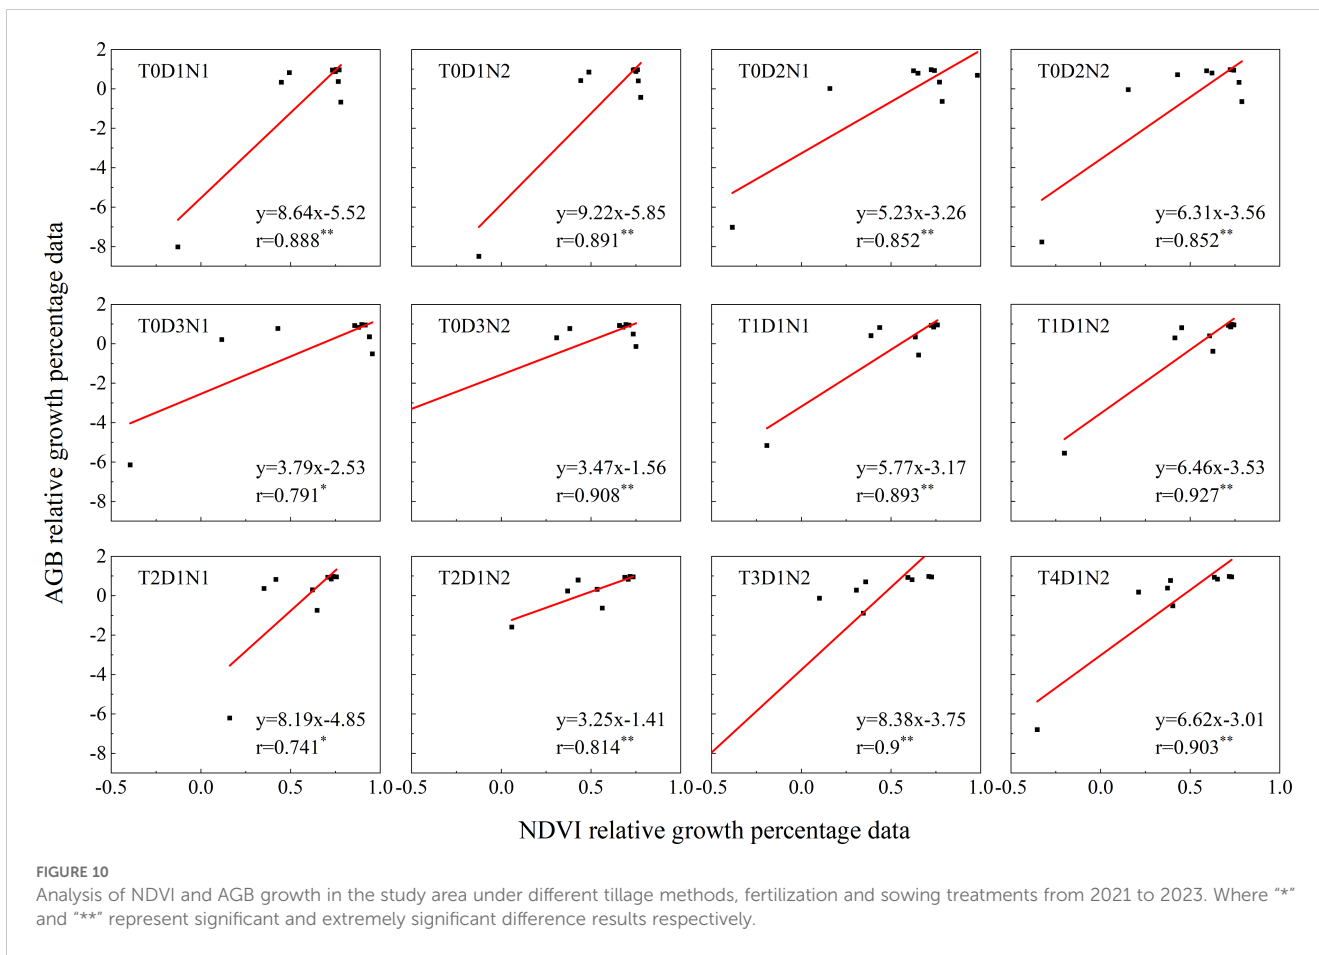 T0D1N1
y=8.64x-5.52
r=0.888**
T0D1N2
y=9.22x-5.85
r=0.891**
T0D2N1
y=5.23x-3.26
r=0.852**
T0D2N2
y=6.31x-3.56
r=0.852**
2
0
-2
-4
-6
-8
T0D3N1
y=3.79x-2.53
r=0.791*
T0D3N2
y=3.47x-1.56
r=0.908**
T1D1N1
y=5.77x-3.17
r=0.893**
T1D1N2
y=6.46x-3.53
r=0.927**
2
0
-2
-4
-6
-8
T2D1N1
y=8.19x-4.85
r=0.741*
T2D1N2
y=3.25x-1.41
r=0.814**
T3D1N2
y=8.38x-3.75
r=0.9**
T4D1N2
y=6.62x-3.01
r=0.903**
2
0
-2
-4
-6
-8
-0.5 0.0 0.5 1.0 -0.5 0.0 0.5 1.0 -0.5 0.0 0.5 1.0 -0.5 0.0 0.5 1.0
AGB relative growth percentage data
NDVI relative growth percentage data
FIGURE 10
Analysis of NDVI and AGB growth in the study area under different tillage methods, fertilization and sowing treatments from 2021 to 2023. Where “*”
and “**” represent significant and extremely significant difference results respectively.